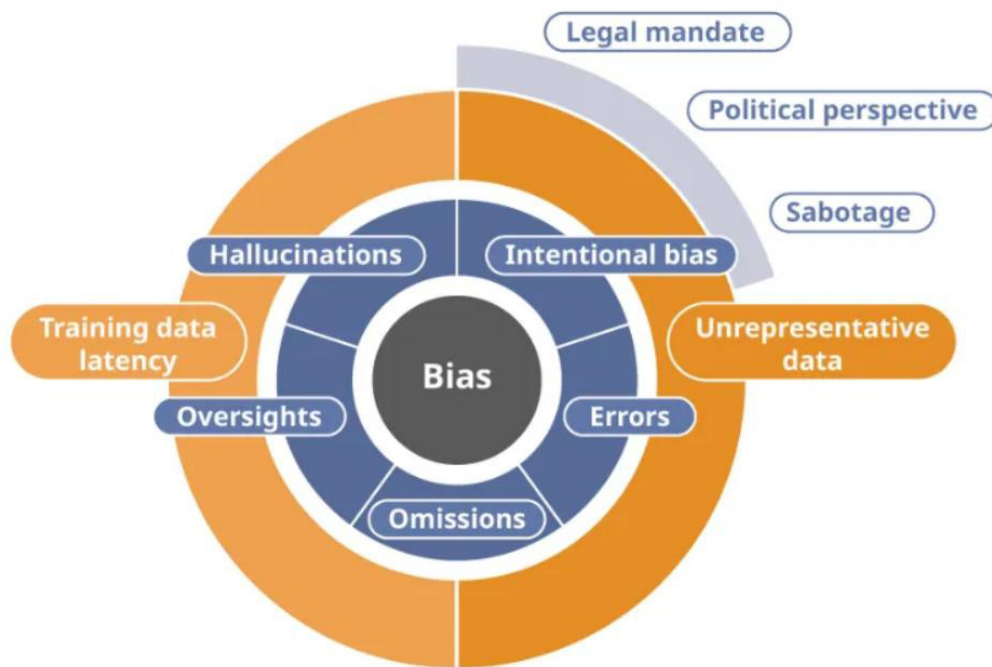 Legal mandate
Political perspective
Sabotage
Hallucinations
Intentional bias
Training data
latency
Unrepresentative
data
Bias
Oversights
Errors
Omissions